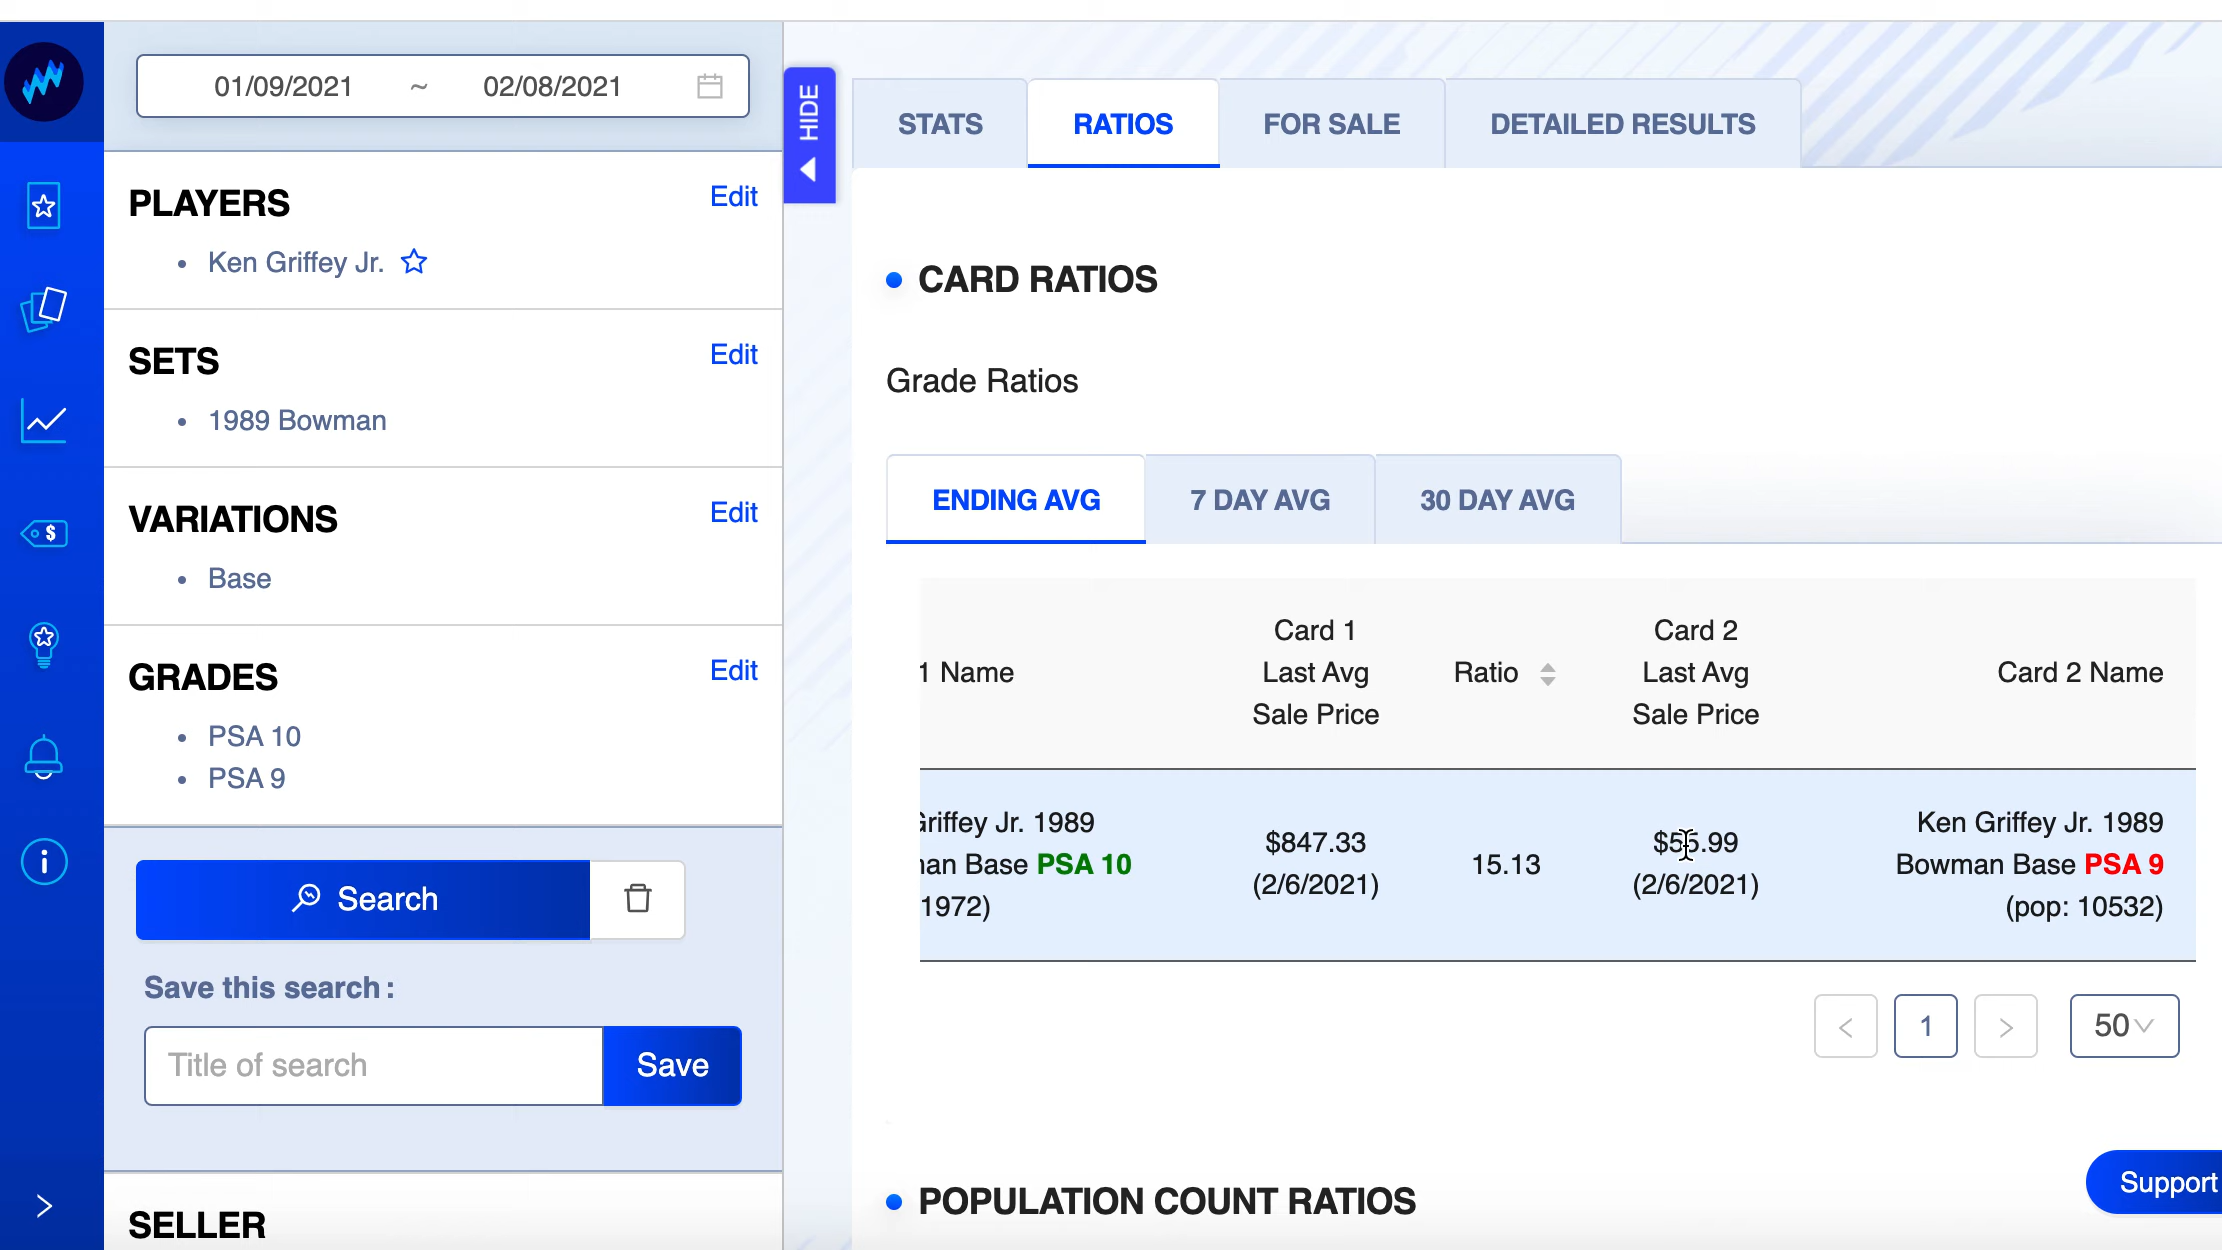 01/09/2021 ~ 02/08/2021
PLAYERS Edit
• Ken Griffey Jr.
SETS Edit
• 1989 Bowman
VARIATIONS Edit
• Base
GRADES Edit
• PSA 10
• PSA 9
Search
Save this search :
Title of search Save
SELLER
HIDE
STATS RATIOS FOR SALE DETAILED RESULTS
CARD RATIOS
Grade Ratios
ENDING AVG 7 DAY AVG 30 DAY AVG
1 Name
Card 1
Last Avg
Sale Price
Ratio
Card 2
Last Avg
Sale Price
Card 2 Name
Griffey Jr. 1989
an Base PSA 10
1972)
$847.33
(2/6/2021)
15.13
$55.99
(2/6/2021)
Ken Griffey Jr. 1989
Bowman Base PSA 9
(pop: 10532)
< 1 > 50
POPULATION COUNT RATIOS
Support